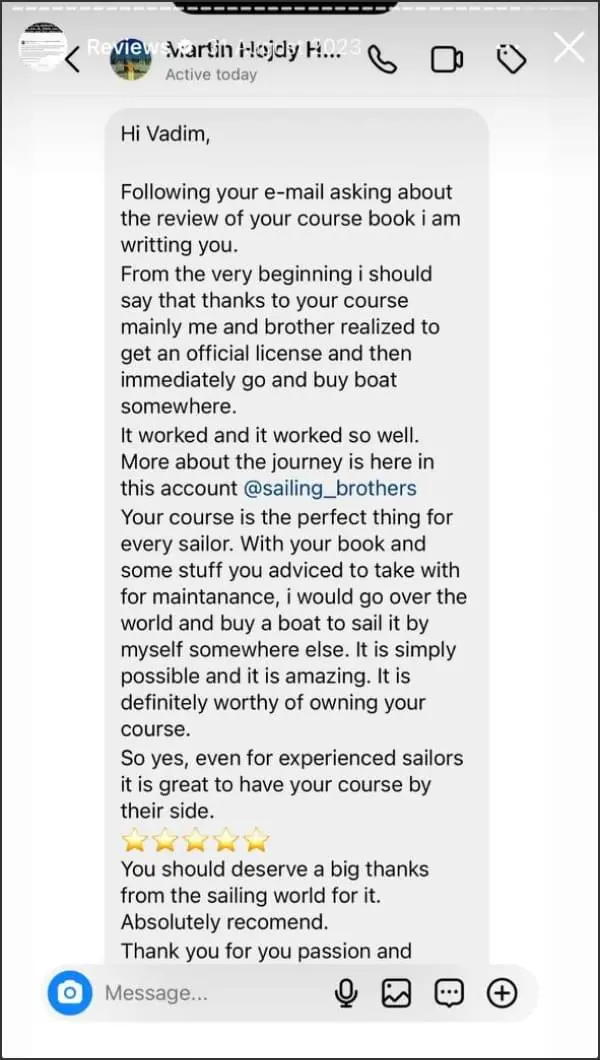 Reviews
2023
Martin Hojdy H...
Active today
Hi Vadim,
Following your e-mail asking about
the review of your course book i am
writting you.
From the very beginning i should
say that thanks to your course
mainly me and brother realized to
get an official license and then
immediately go and buy boat
somewhere.
It worked and it worked so well.
More about the journey is here in
this account @sailing_brothers
Your course is the perfect thing for
every sailor. With your book and
some stuff you adviced to take with
for maintanance, i would go over the
world and buy a boat to sail it by
myself somewhere else. It is simply
possible and it is amazing. It is
definitely worthy of owning your
course.
So yes, even for experienced sailors
it is great to have your course by
their side.
⭐⭐⭐⭐⭐
You should deserve a big thanks
from the sailing world for it.
Absolutely recomend.
Thank you for you passion and
Message...